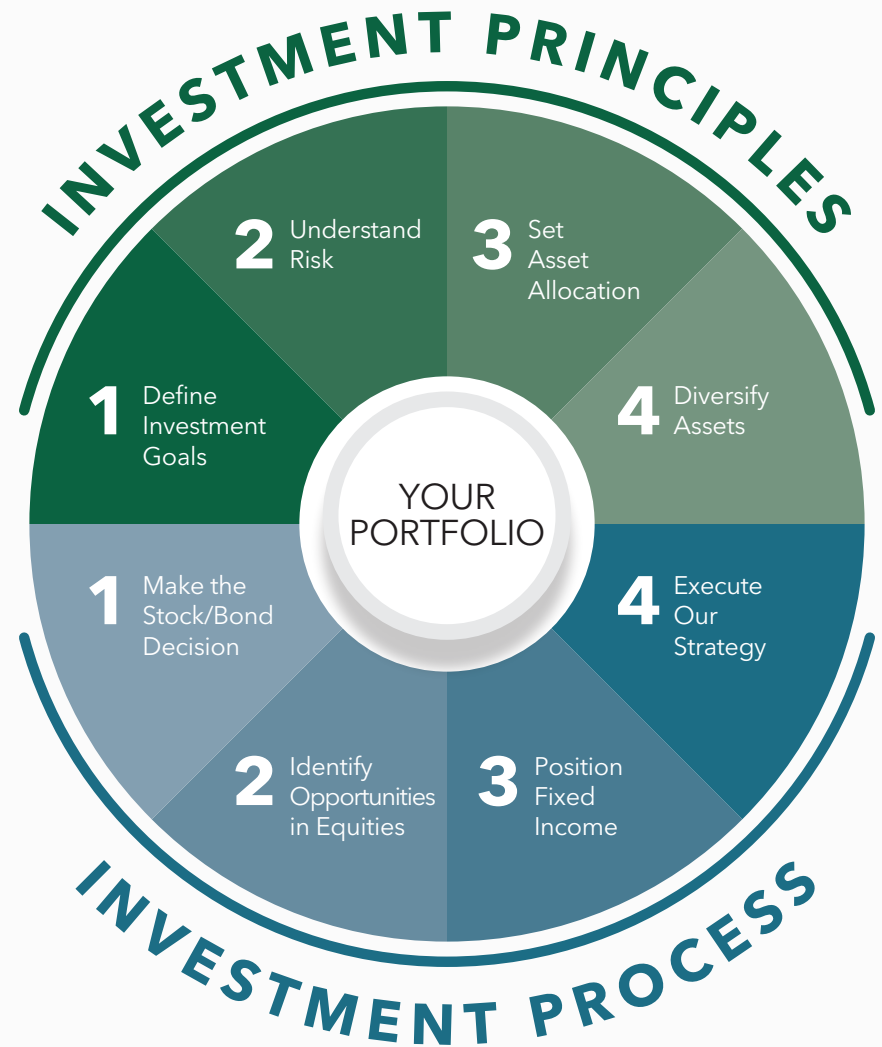 INVESTMENT PRINCIPLES
1 Define
Investment
Goals
2 Understand
Risk
3 Set
Asset
Allocation
4 Diversify
Assets
YOUR
PORTFOLIO
1 Make the
Stock/Bond
Decision
2 Identify
Opportunities
in Equities
3 Position
Fixed
Income
4 Execute
Our
Strategy
INVESTMENT PROCESS